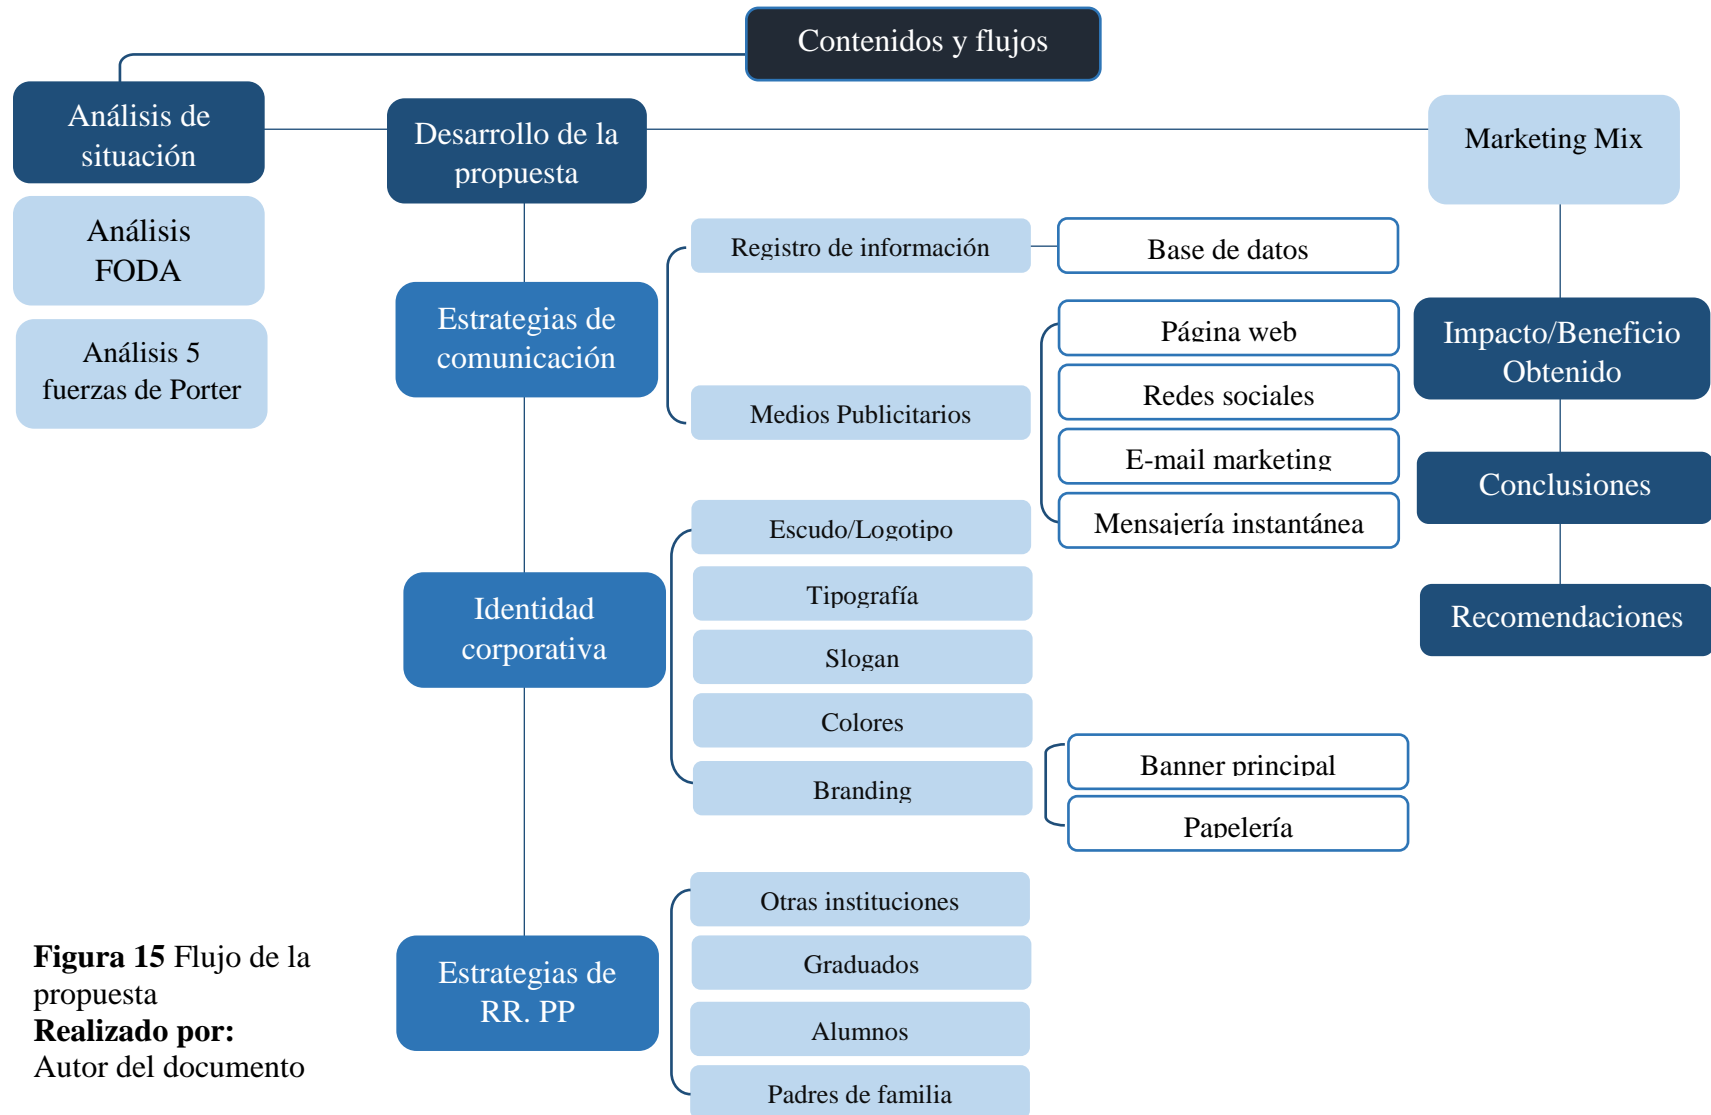 Contenidos y flujos
Análisis de
situación
Análisis
FODA
Análisis 5
fuerzas de Porter
Desarrollo de la
propuesta
Estrategias de
comunicación
Registro de información
Base de datos
Medios Publicitarios
Página web
Redes sociales
E-mail marketing
Mensajería instantánea
Identidad
corporativa
Escudo/Logotipo
Tipografía
Slogan
Colores
Branding
Banner principal
Papelería
Estrategias de
RR. PP
Otras instituciones
Graduados
Alumnos
Padres de familia
Marketing Mix
Impacto/Beneficio
Obtenido
Conclusiones
Recomendaciones
Figura 15 Flujo de la
propuesta
Realizado por:
Autor del documento